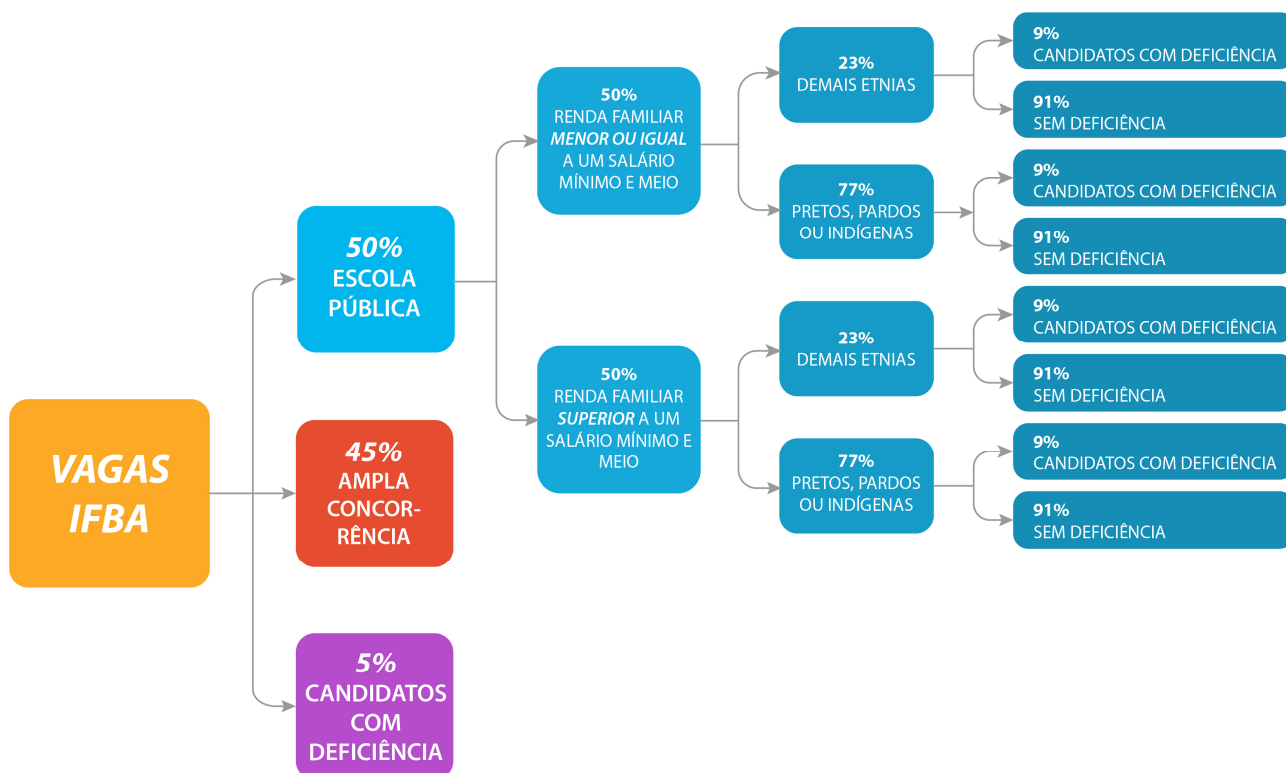 VAGAS
IFBA
50%
ESCOLA
PÚBLICA
45%
AMPLA
CONCOR-
RÊNCIA
5%
CANDIDATOS
COM
DEFICIÊNCIA
50%
RENDA FAMILIAR
MENOR OU IGUAL
A UM SALÁRIO
MÍNIMO E MEIO
50%
RENDA FAMILIAR
SUPERIOR A UM
SALÁRIO MÍNIMO E
MEIO
23%
DEMAIS ETNIAS
77%
PRETOS, PARDOS
OU INDÍGENAS
23%
DEMAIS ETNIAS
77%
PRETOS, PARDOS
OU INDÍGENAS
9%
CANDIDATOS COM DEFICIÊNCIA
91%
SEM DEFICIÊNCIA
9%
CANDIDATOS COM DEFICIÊNCIA
91%
SEM DEFICIÊNCIA
9%
CANDIDATOS COM DEFICIÊNCIA
91%
SEM DEFICIÊNCIA
9%
CANDIDATOS COM DEFICIÊNCIA
91%
SEM DEFICIÊNCIA